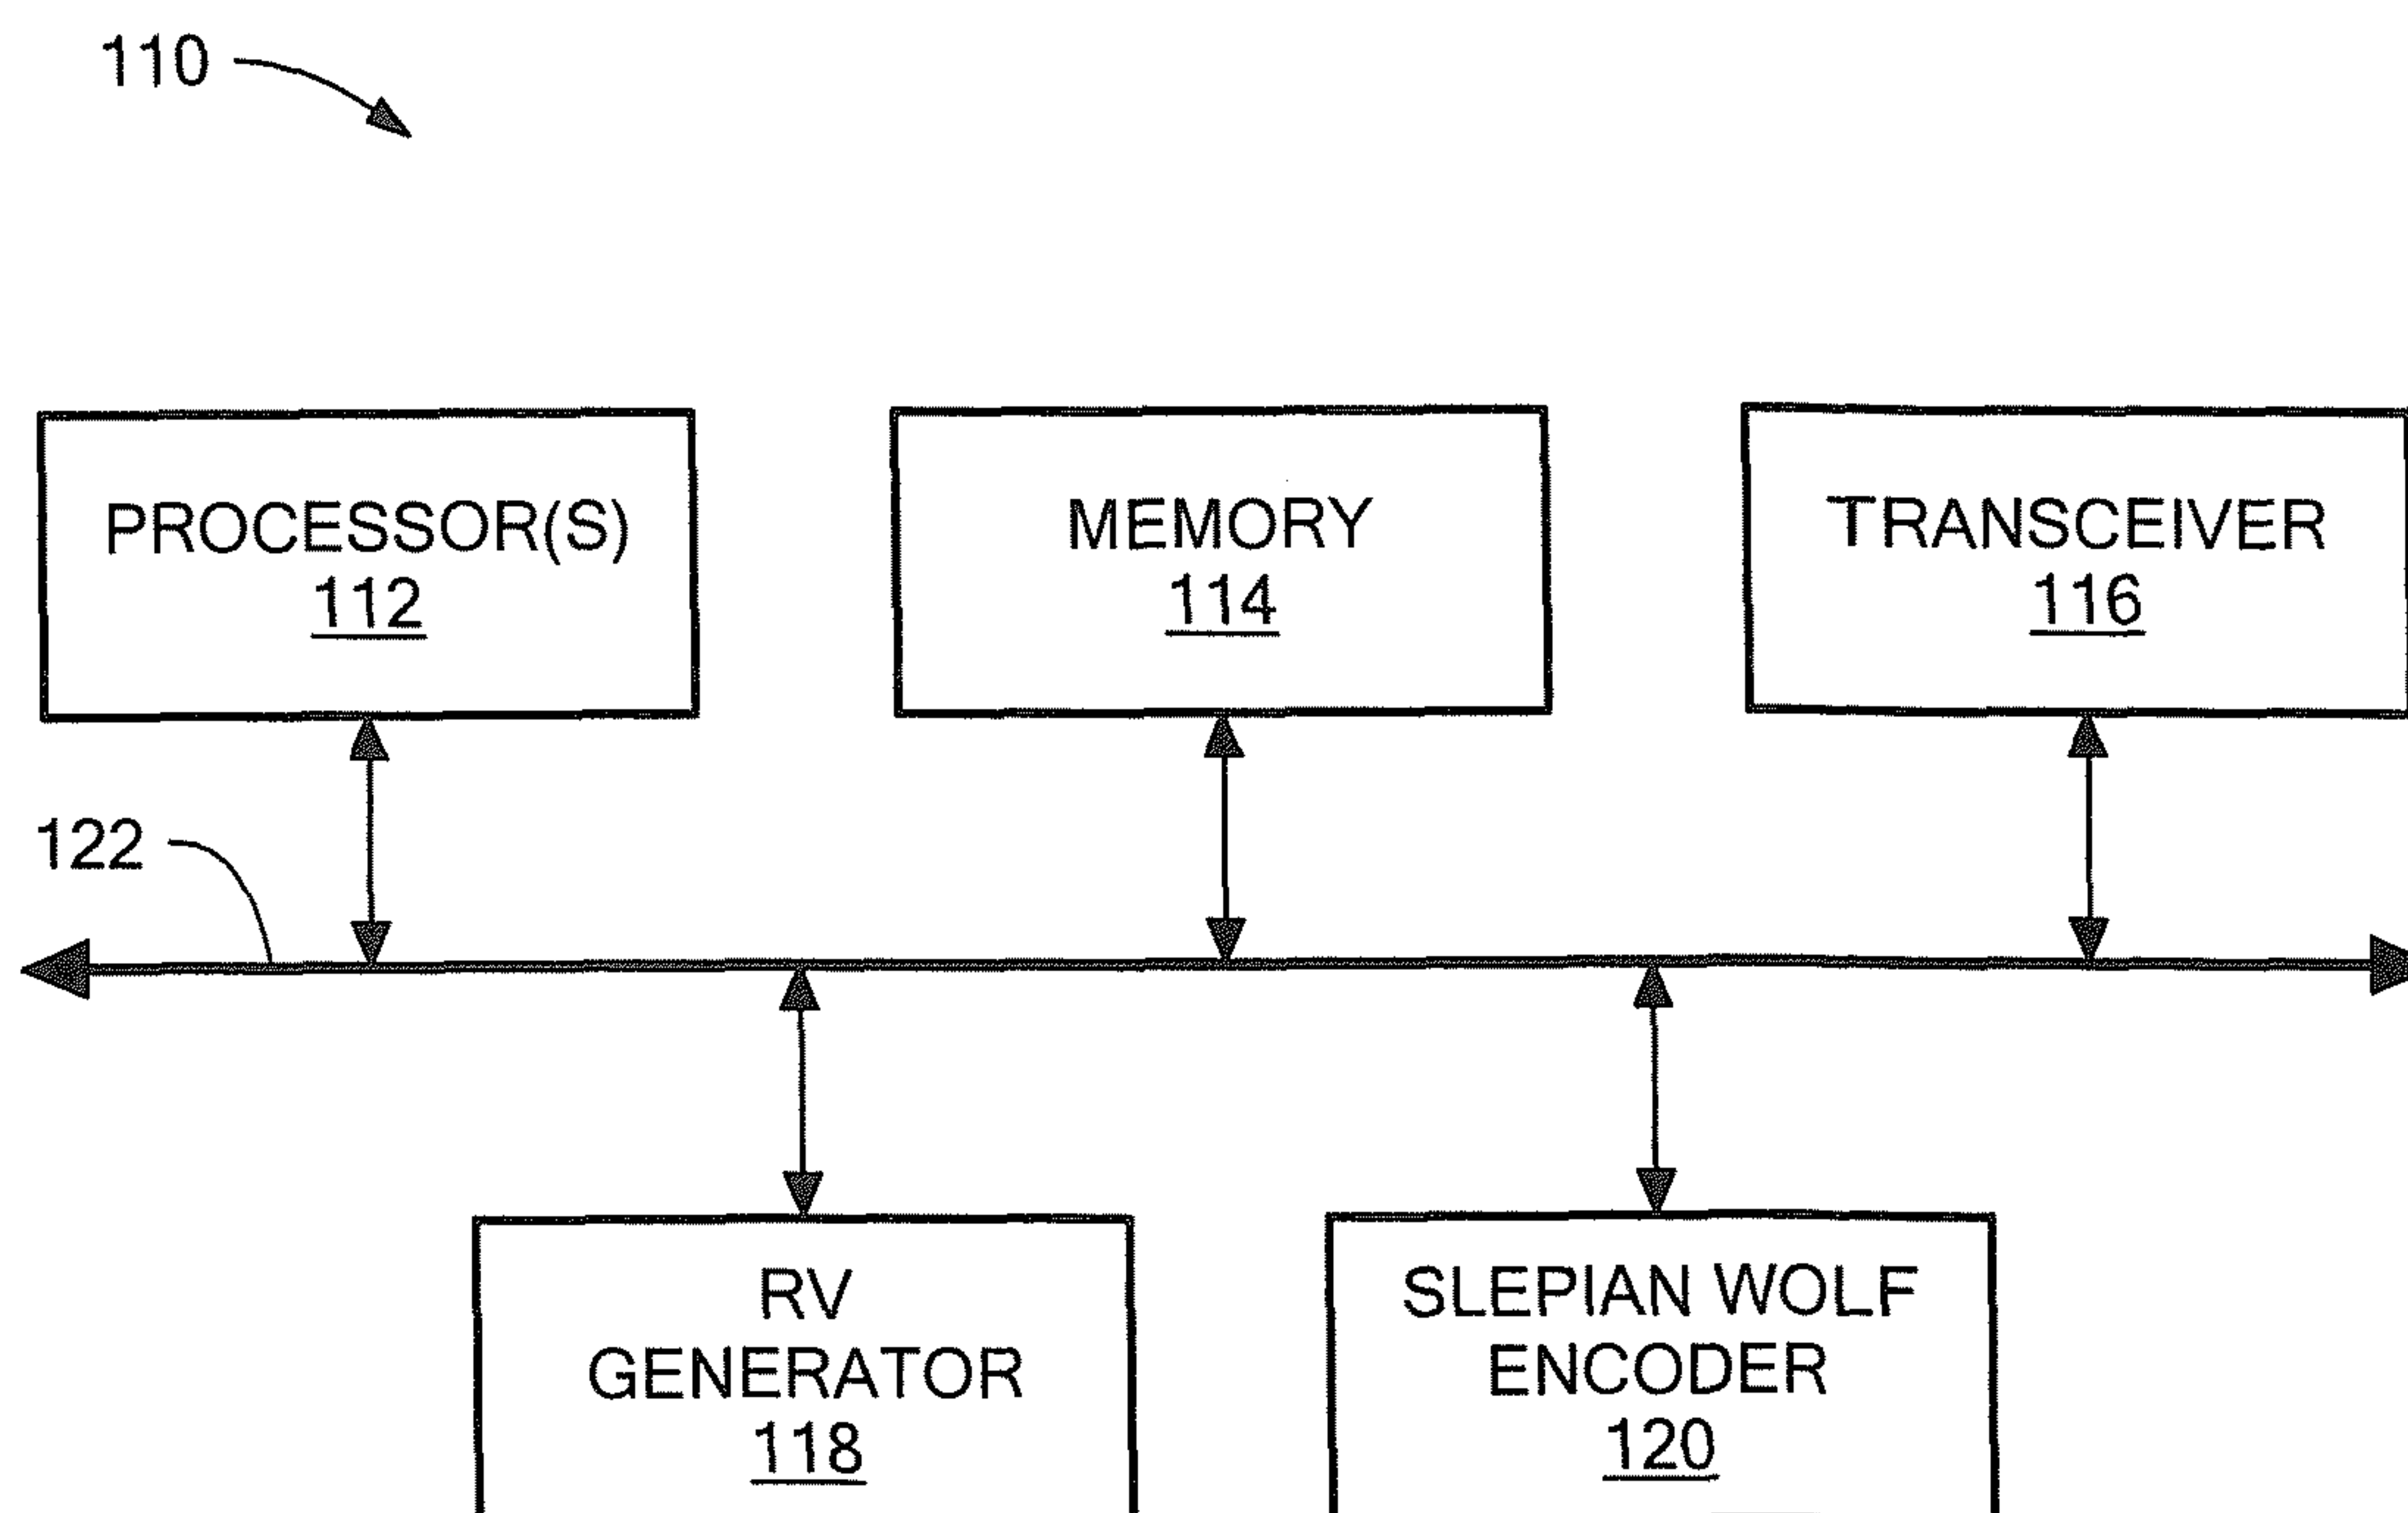 110
PROCESSOR(S)
112
MEMORY
114
TRANSCEIVER
116
122
RV
GENERATOR
118
SLEPIAN WOLF
ENCODER
120